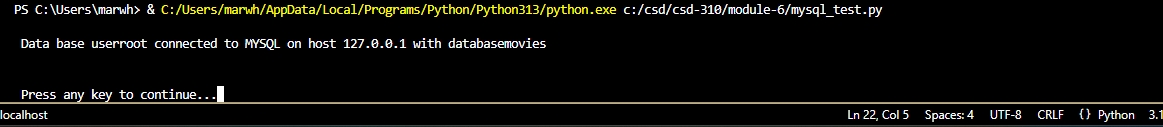 PS C:\Users\marwh> & C:/Users/marwh/AppData/Local/Programs/Python/Python313/python.exe c:/csd/csd-310/module-6/mysql_test.py
Data base userroot connected to MYSQL on host 127.0.0.1 with databasemovies
Press any key to continue...
localhost Ln 22, Col 5 Spaces: 4 UTF-8 CRLF {} Python 3.1